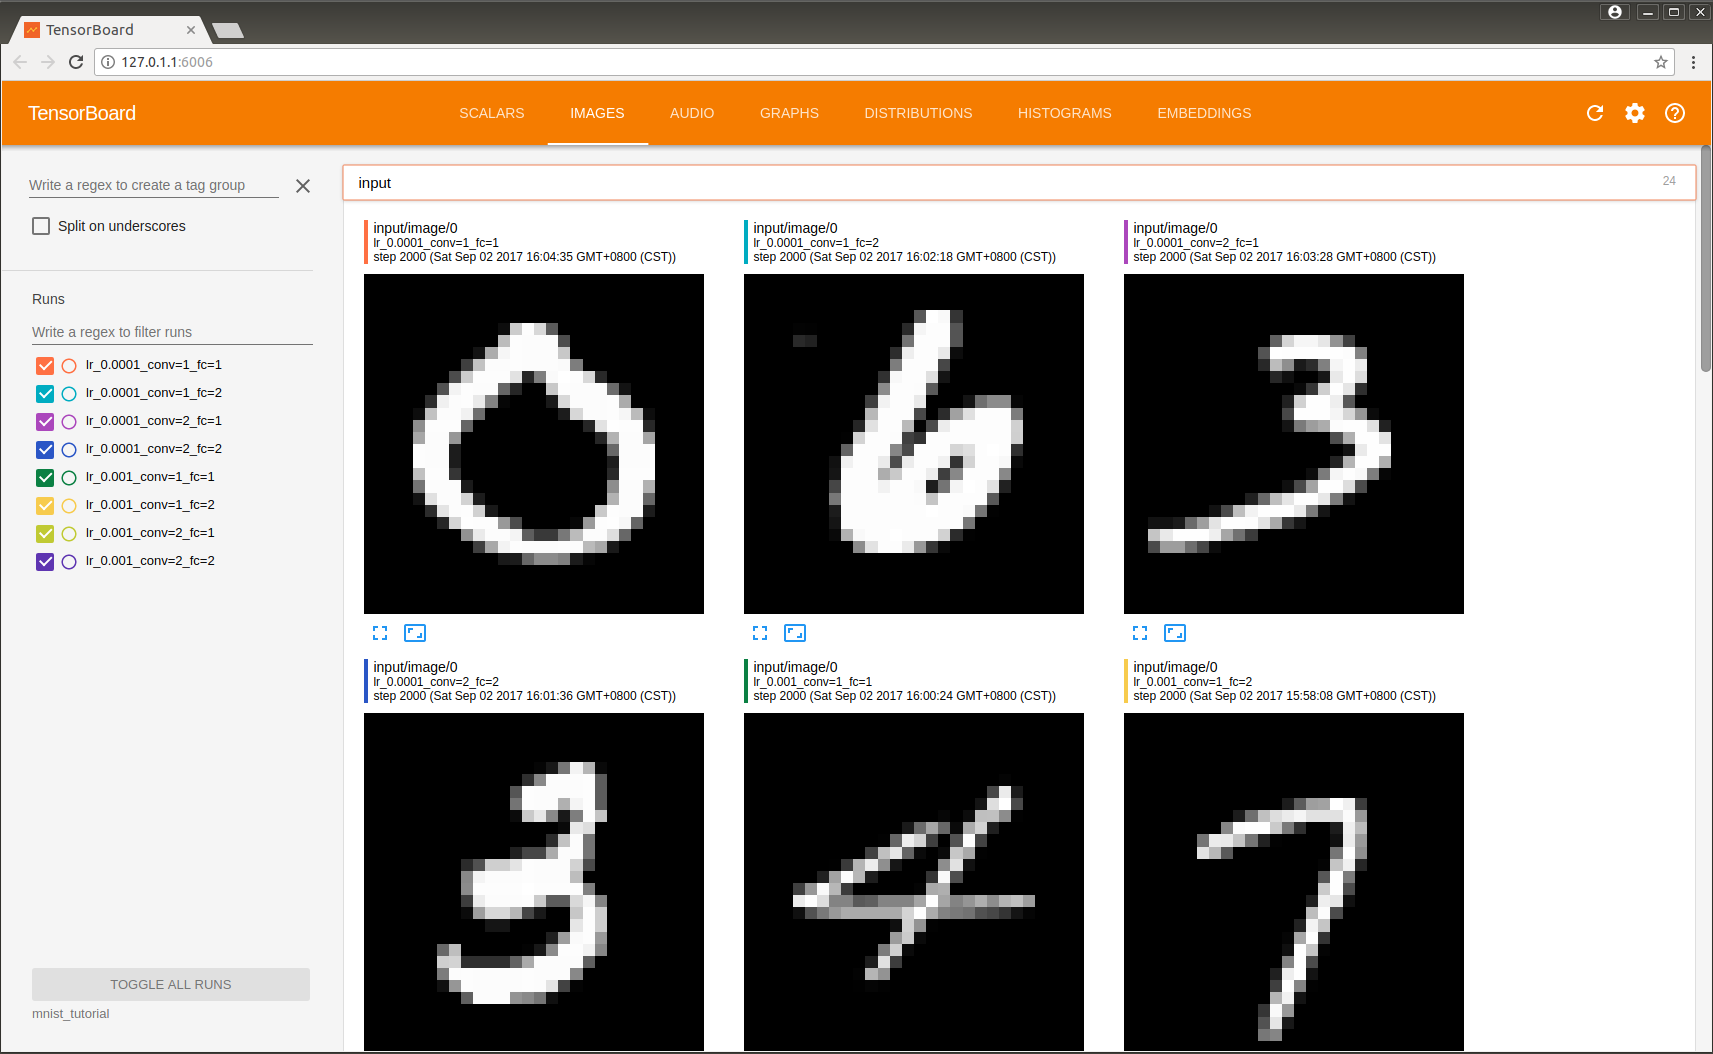 TensorBoard
127.0.1.1:6006
TensorBoard
SCALARS IMAGES AUDIO GRAPHS DISTRIBUTIONS HISTOGRAMS EMBEDDINGS
Write a regex to create a tag group
Split on underscores
Runs
Write a regex to filter runs
lr_0.0001_conv=1_fc=1
lr_0.0001_conv=1_fc=2
lr_0.0001_conv=2_fc=1
lr_0.0001_conv=2_fc=2
lr_0.001_conv=1_fc=1
lr_0.001_conv=1_fc=2
lr_0.001_conv=2_fc=1
lr_0.001_conv=2_fc=2
TOGGLE ALL RUNS
mnist_tutorial
input 24
input/image/0
lr_0.0001_conv=1_fc=1
step 2000 (Sat Sep 02 2017 16:04:35 GMT+0800 (CST))
0
input/image/0
lr_0.0001_conv=1_fc=2
step 2000 (Sat Sep 02 2017 16:02:18 GMT+0800 (CST))
6
input/image/0
lr_0.0001_conv=2_fc=1
step 2000 (Sat Sep 02 2017 16:03:28 GMT+0800 (CST))
3
input/image/0
lr_0.0001_conv=2_fc=2
step 2000 (Sat Sep 02 2017 16:01:36 GMT+0800 (CST))
3
input/image/0
lr_0.001_conv=1_fc=1
step 2000 (Sat Sep 02 2017 16:00:24 GMT+0800 (CST))
4
input/image/0
lr_0.001_conv=1_fc=2
step 2000 (Sat Sep 02 2017 15:58:08 GMT+0800 (CST))
7